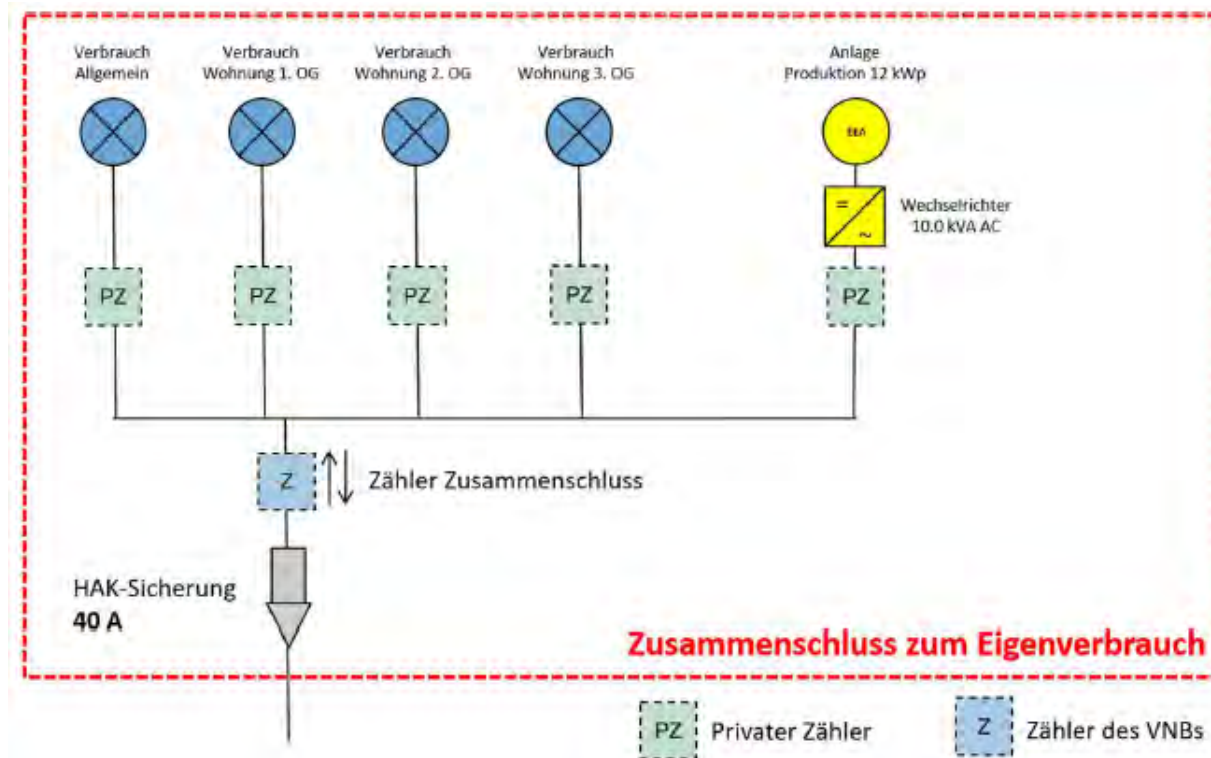 Verbrauch
Allgemein
Verbrauch
Wohnung 1. OG
Verbrauch
Wohnung 2. OG
Verbrauch
Wohnung 3. OG
Anlage
Produktion 12 kWp
EEA
=
~
Wechselrichter
10.0 kVA AC
PZ
PZ
PZ
PZ
PZ
Z
Zähler Zusammenschluss
HAK-Sicherung
40 A
Zusammenschluss zum Eigenverbrauch
PZ
Privater Zähler
Z
Zähler des VNBs